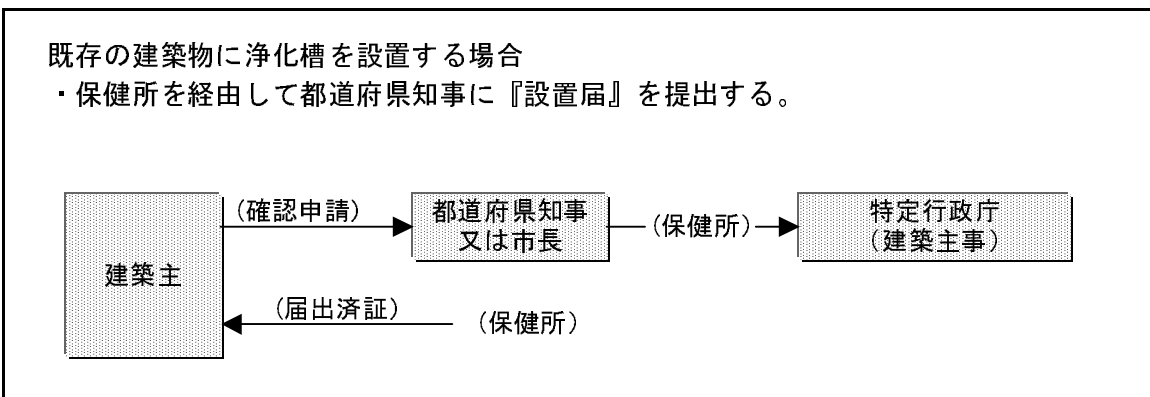 既存の建築物に浄化槽を設置する場合
・保健所を経由して都道府県知事に『設置届』を提出する。
建築主
(確認申請)
都道府県知事
又は市長
(保健所)
特定行政庁
(建築主事)
(届出済証)
(保健所)